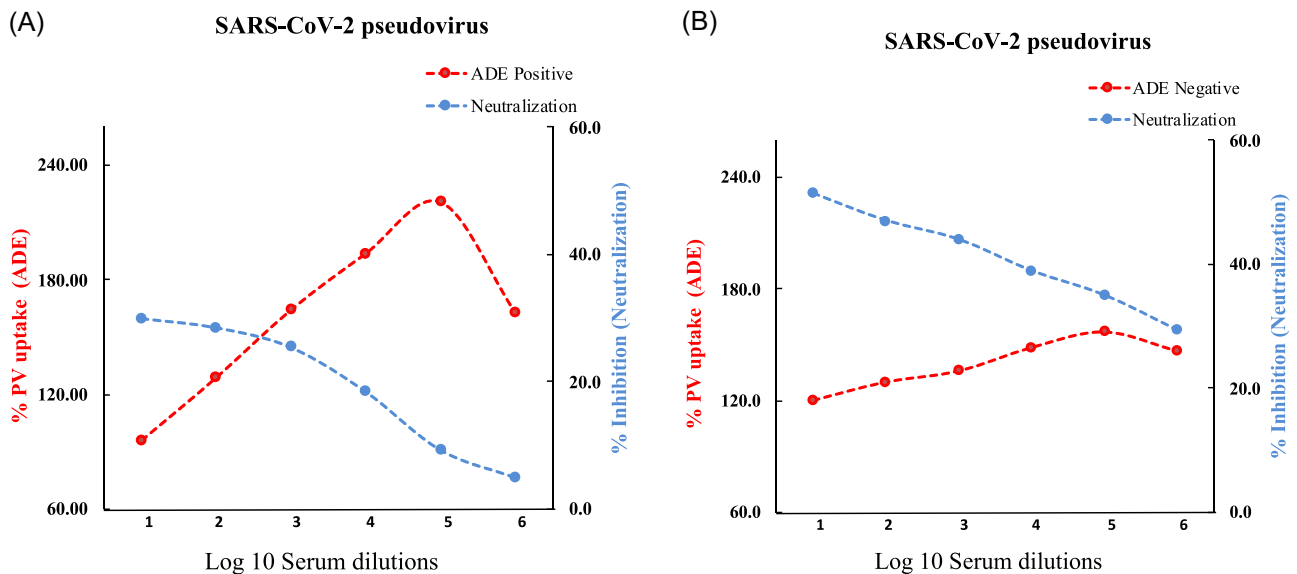 (A)
SARS-CoV-2 pseudovirus
ADE Positive
Neutralization
% PV uptake (ADE)
240.00
180.00
120.00
60.00
60.0
40.0
20.0
0.0
% Inhibition (Neutralization)
1 2 3 4 5 6
Log 10 Serum dilutions
(B)
SARS-CoV-2 pseudovirus
ADE Negative
Neutralization
% PV uptake (ADE)
240.0
180.0
120.0
60.0
60.0
40.0
20.0
0.0
% Inhibition (Neutralization)
1 2 3 4 5 6
Log 10 Serum dilutions